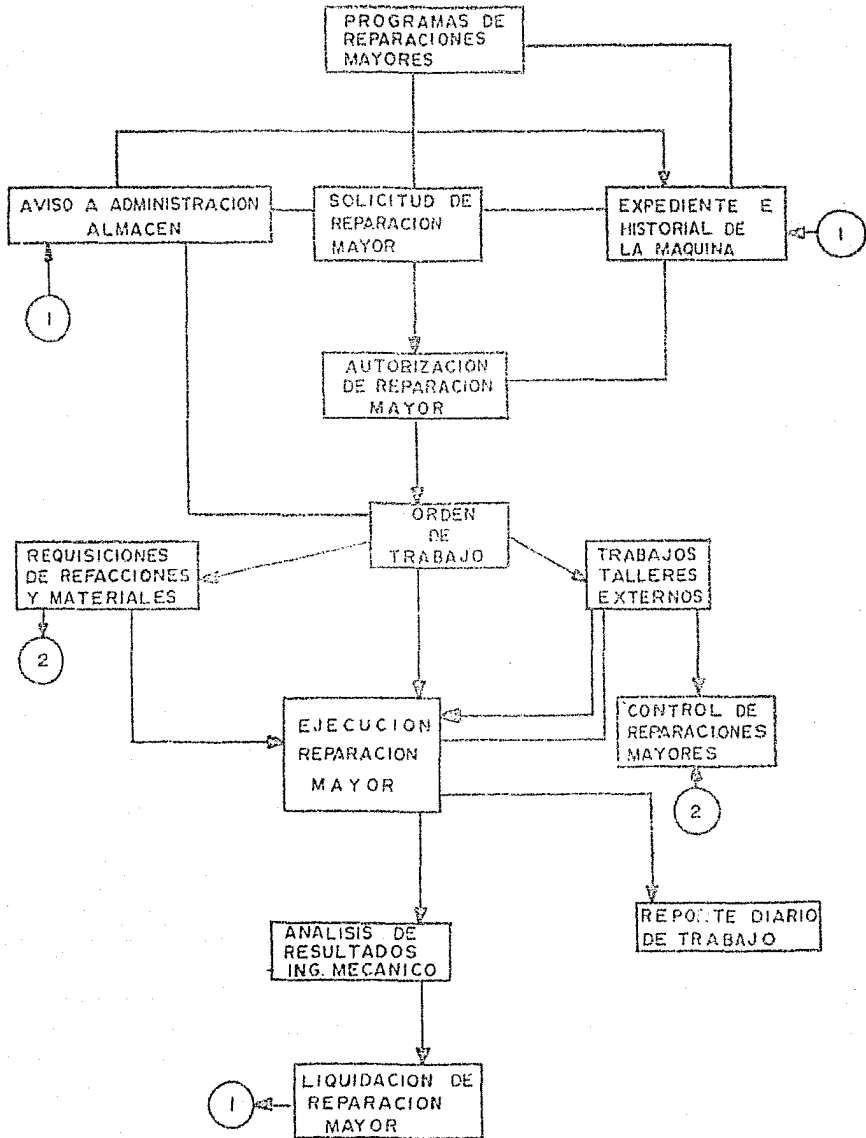 PROGRAMAS DE
REPARACIONES
MAYORES
AVISO A ADMINISTRACION
ALMACEN
SOLICITUD DE
REPARACION
MAYOR
EXPEDIENTE E
HISTORIAL DE
LA MAQUINA
1
1
AUTORIZACION
DE REPARACION
MAYOR
ORDEN
DE
TRABAJO
REQUISICIONES
DE REFACCIONES
Y MATERIALES
TRABAJOS
TALLERES
EXTERNOS
2
EJECUCION
REPARACION
MAYOR
CONTROL DE
REPARACIONES
MAYORES
2
REPORTE DIARIO
DE TRABAJO
ANALISIS DE
RESULTADOS
ING. MECANICO
LIQUIDACION DE
REPARACION
MAYOR
1